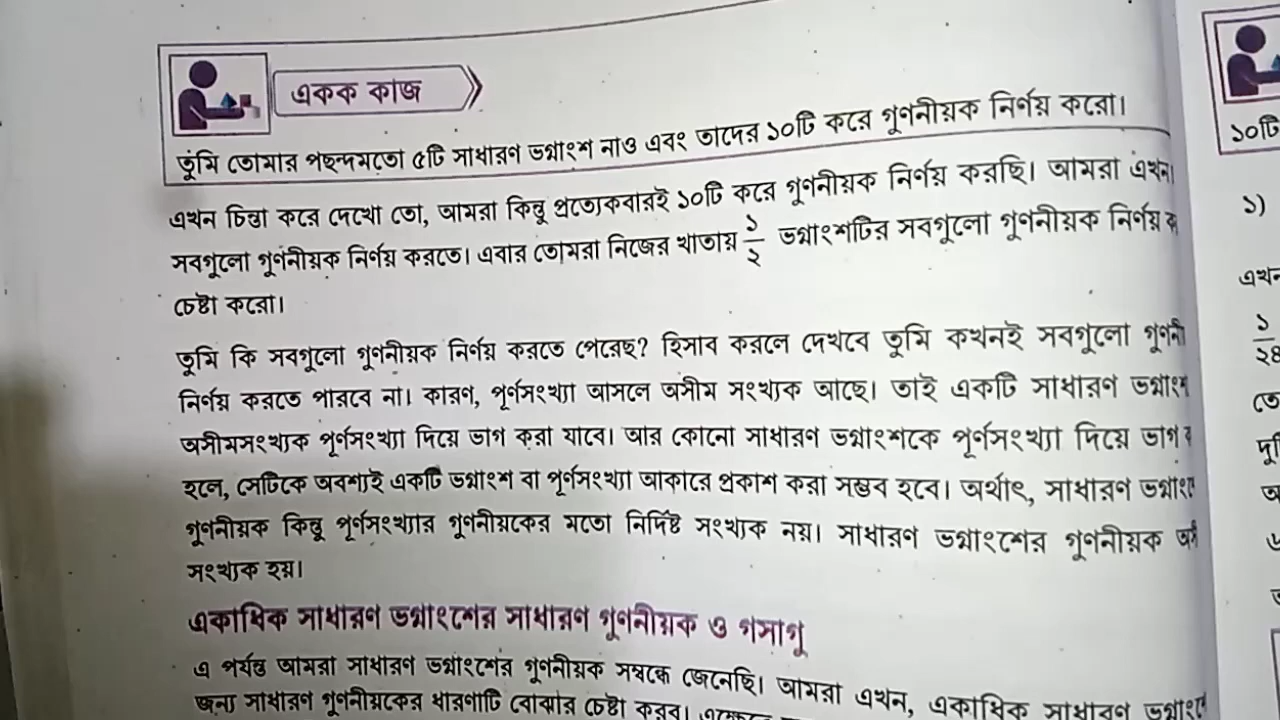 একক কাজ
তুমি তোমার পছন্দমতো ৫টি সাধারণ ভগ্নাংশ নাও এবং তাদের ১০টি করে গুণনীয়ক নির্ণয় করো।
এখন চিন্তা করে দেখো তো, আমরা কিন্তু প্রত্যেকবারই ১০টি করে গুণনীয়ক নির্ণয় করছি। আমরা এখন
সবগুলো গুণনীয়ক নির্ণয় করতে। এবার তোমরা নিজের খাতায় ১/২ ভগ্নাংশটির সবগুলো গুণনীয়ক নির্ণয়
চেষ্টা করো।
তুমি কি সবগুলো গুণনীয়ক নির্ণয় করতে পেরেছ? হিসাব করলে দেখবে তুমি কখনই সবগুলো গুণনী
নির্ণয় করতে পারবে না। কারণ, পূর্ণসংখ্যা আসলে অসীম সংখ্যক আছে। তাই একটি সাধারণ ভগ্নাংশ
অসীমসংখ্যক পূর্ণসংখ্যা দিয়ে ভাগ করা যাবে। আর কোনো সাধারণ ভগ্নাংশকে পূর্ণসংখ্যা দিয়ে ভাগ
হলে, সেটিকে অবশ্যই একটি ভগ্নাংশ বা পূর্ণসংখ্যা আকারে প্রকাশ করা সম্ভব হবে। অর্থাৎ, সাধারণ ভগ্নাংশে
গুণনীয়ক কিন্তু পূর্ণসংখ্যার গুণনীয়কের মতো নির্দিষ্ট সংখ্যক নয়। সাধারণ ভগ্নাংশের গুণনীয়ক
সংখ্যক হয়।
একাধিক সাধারণ ভগ্নাংশের সাধারণ গুণনীয়ক ও গসাগু
এ পর্যন্ত আমরা সাধারণ ভগ্নাংশের গুণনীয়ক সম্বন্ধে জেনেছি। আমরা এখন, একাধিক সাধারণ ভগ্নাংশে
জন্য সাধারণ গুণনীয়কের ধারণাটি বোঝার চেষ্টা করব।
১০টি
১)
এখন
১/২৪